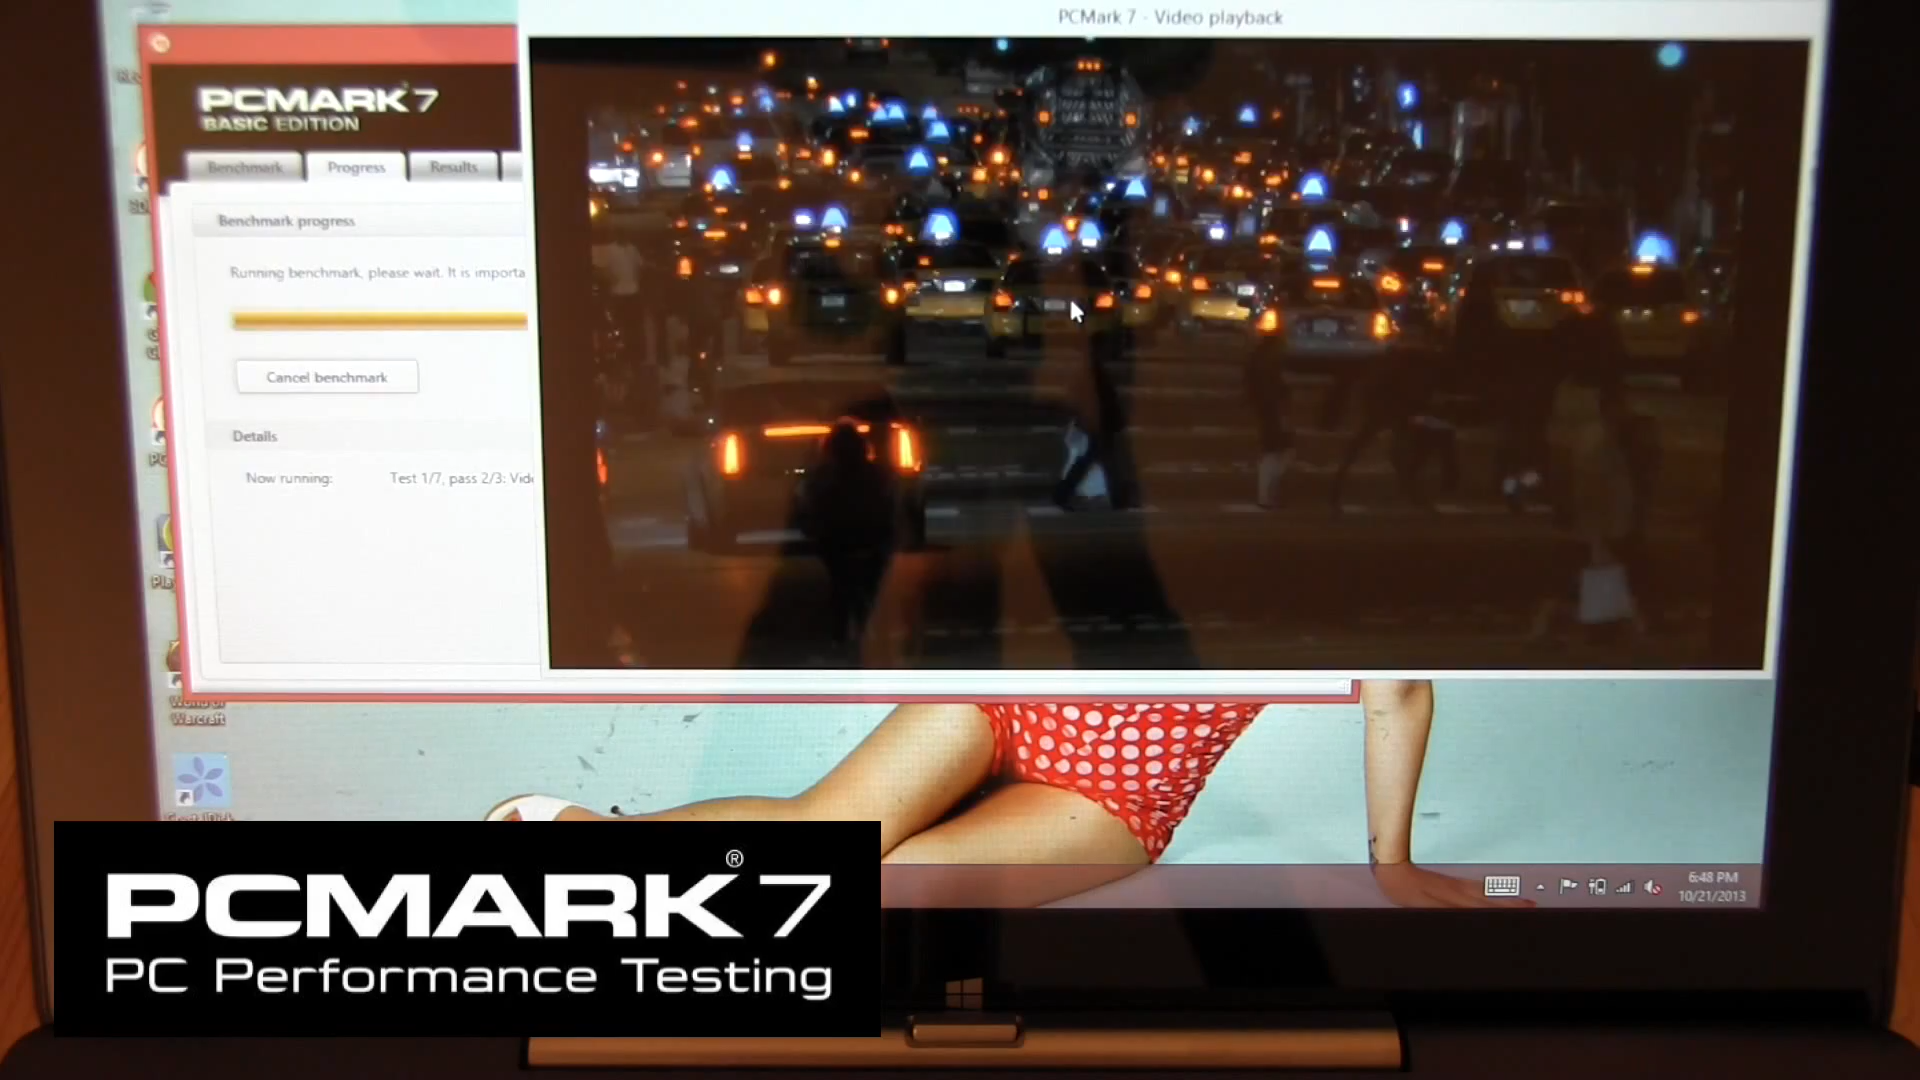 PCMark 7 - Video playback
PCMARK 7
BASIC EDITION
Benchmark
Progress
Results
Benchmark progress
Running benchmark, please wait. It is importa
Cancel benchmark
Details
Now running:
Test 1/7, pass 2/3: Vide
World of
Warcraft
6:48 PM
10/21/2013
PCMARK®7
PC Performance Testing